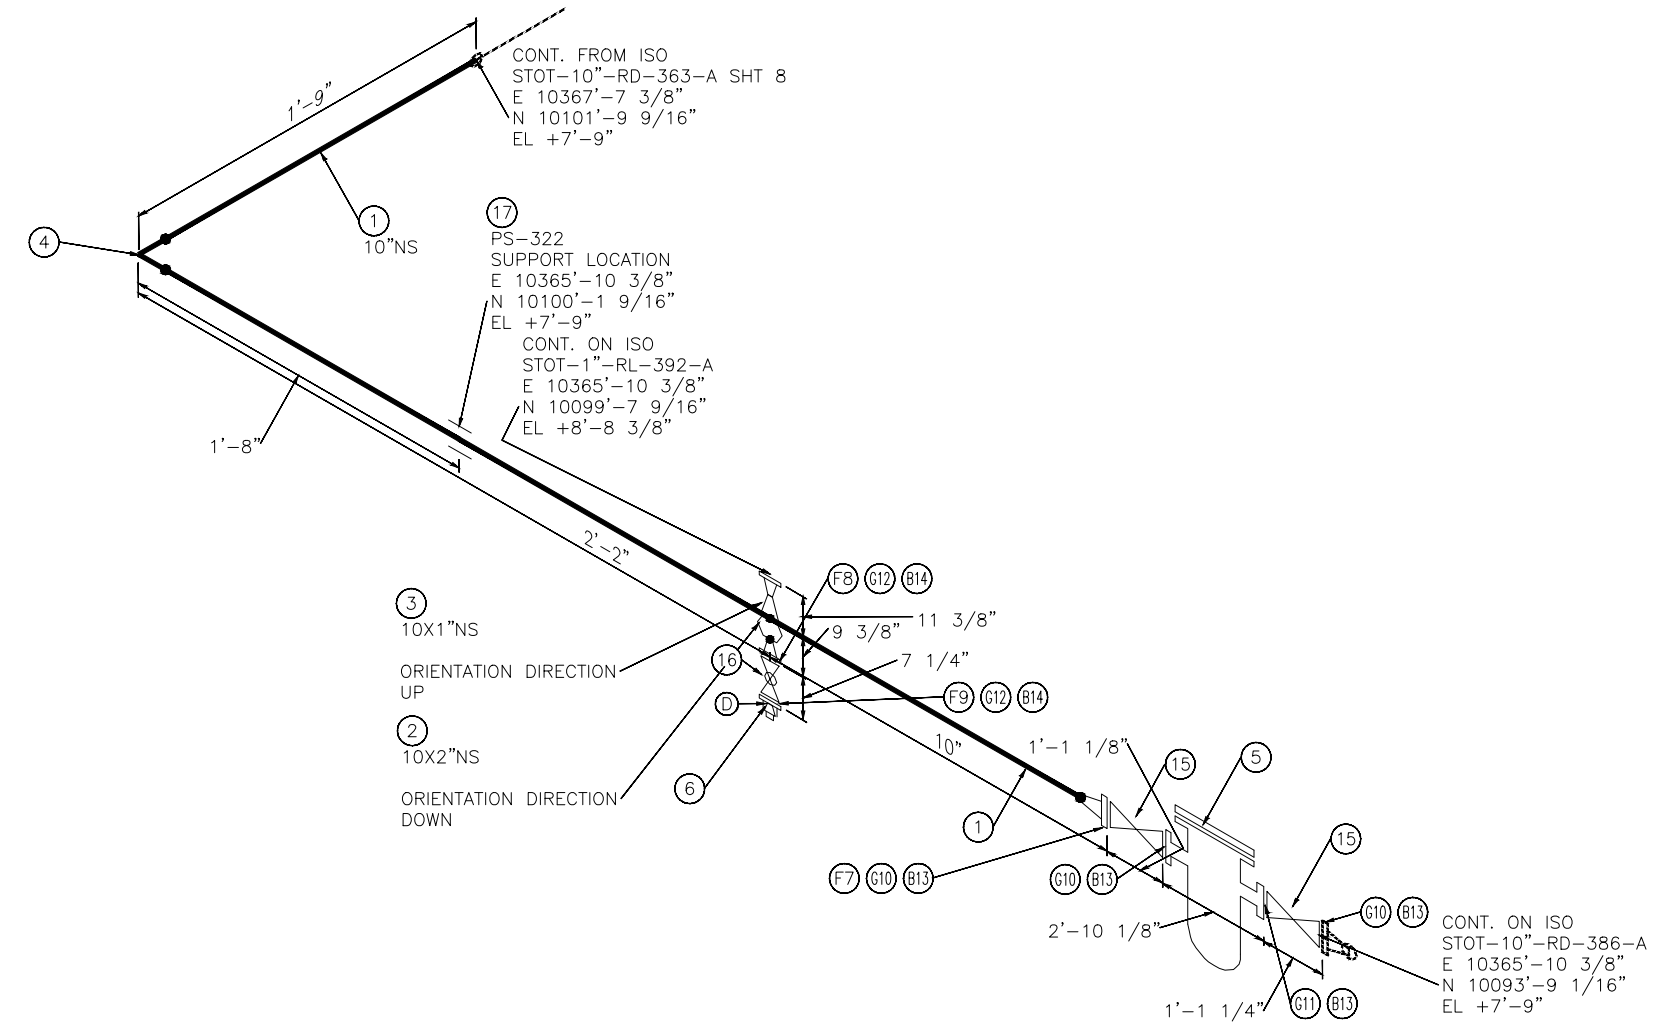 CONT. FROM ISO
STOT-10"-RD-363-A SHT 8
E 10367'-7 3/8"
N 10101'-9 9/16"
EL +7'-9"
1'-9"
1
10"NS
4
17
PS-322
SUPPORT LOCATION
E 10365'-10 3/8"
N 10100'-1 9/16"
EL +7'-9"
CONT. ON ISO
STOT-1"-RL-392-A
E 10365'-10 3/8"
N 10099'-7 9/16"
EL +8'-8 3/8"
1'-8"
2'-2"
F8 G12 B14
3
10X1"NS
ORIENTATION DIRECTION
UP
11 3/8"
9 3/8"
7 1/4"
16
D
F9 G12 B14
2
10X2"NS
ORIENTATION DIRECTION
DOWN
6
10"
1'-1 1/8"
15
5
1
15
F7 G10 B13
G10 B13
G10 B13
2'-10 1/8"
CONT. ON ISO
STOT-10"-RD-386-A
E 10365'-10 3/8"
N 10093'-9 1/16"
EL +7'-9"
1'-1 1/4"
G11 B13